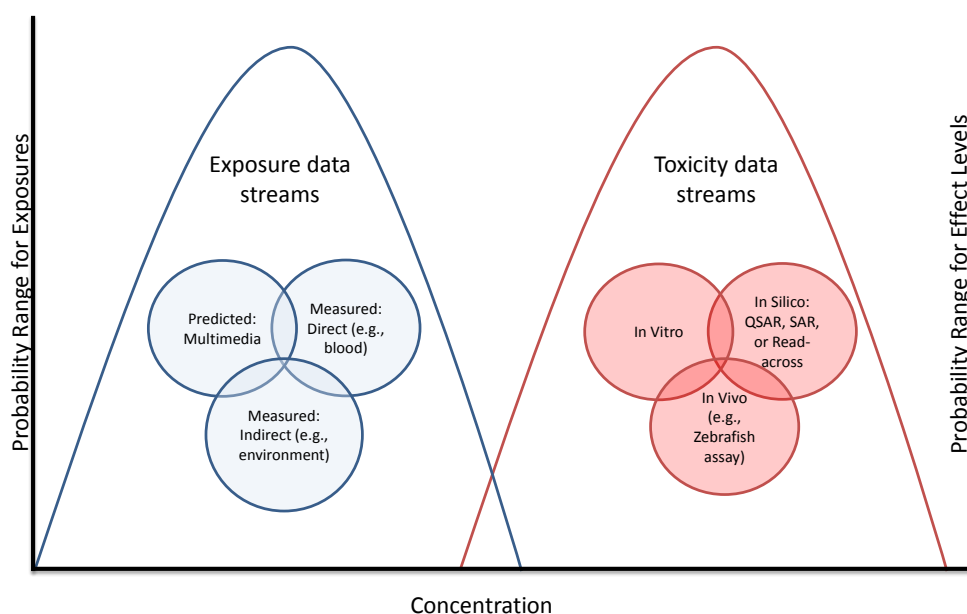 Probability Range for Exposures
Exposure data
streams
Predicted:
Multimedia
Measured:
Direct (e.g.,
blood)
Measured:
Indirect (e.g.,
environment)
Toxicity data
streams
In Vitro
In Silico:
QSAR, SAR,
or Read-
across
In Vivo
(e.g.,
Zebrafish
assay)
Probability Range for Effect Levels
Concentration